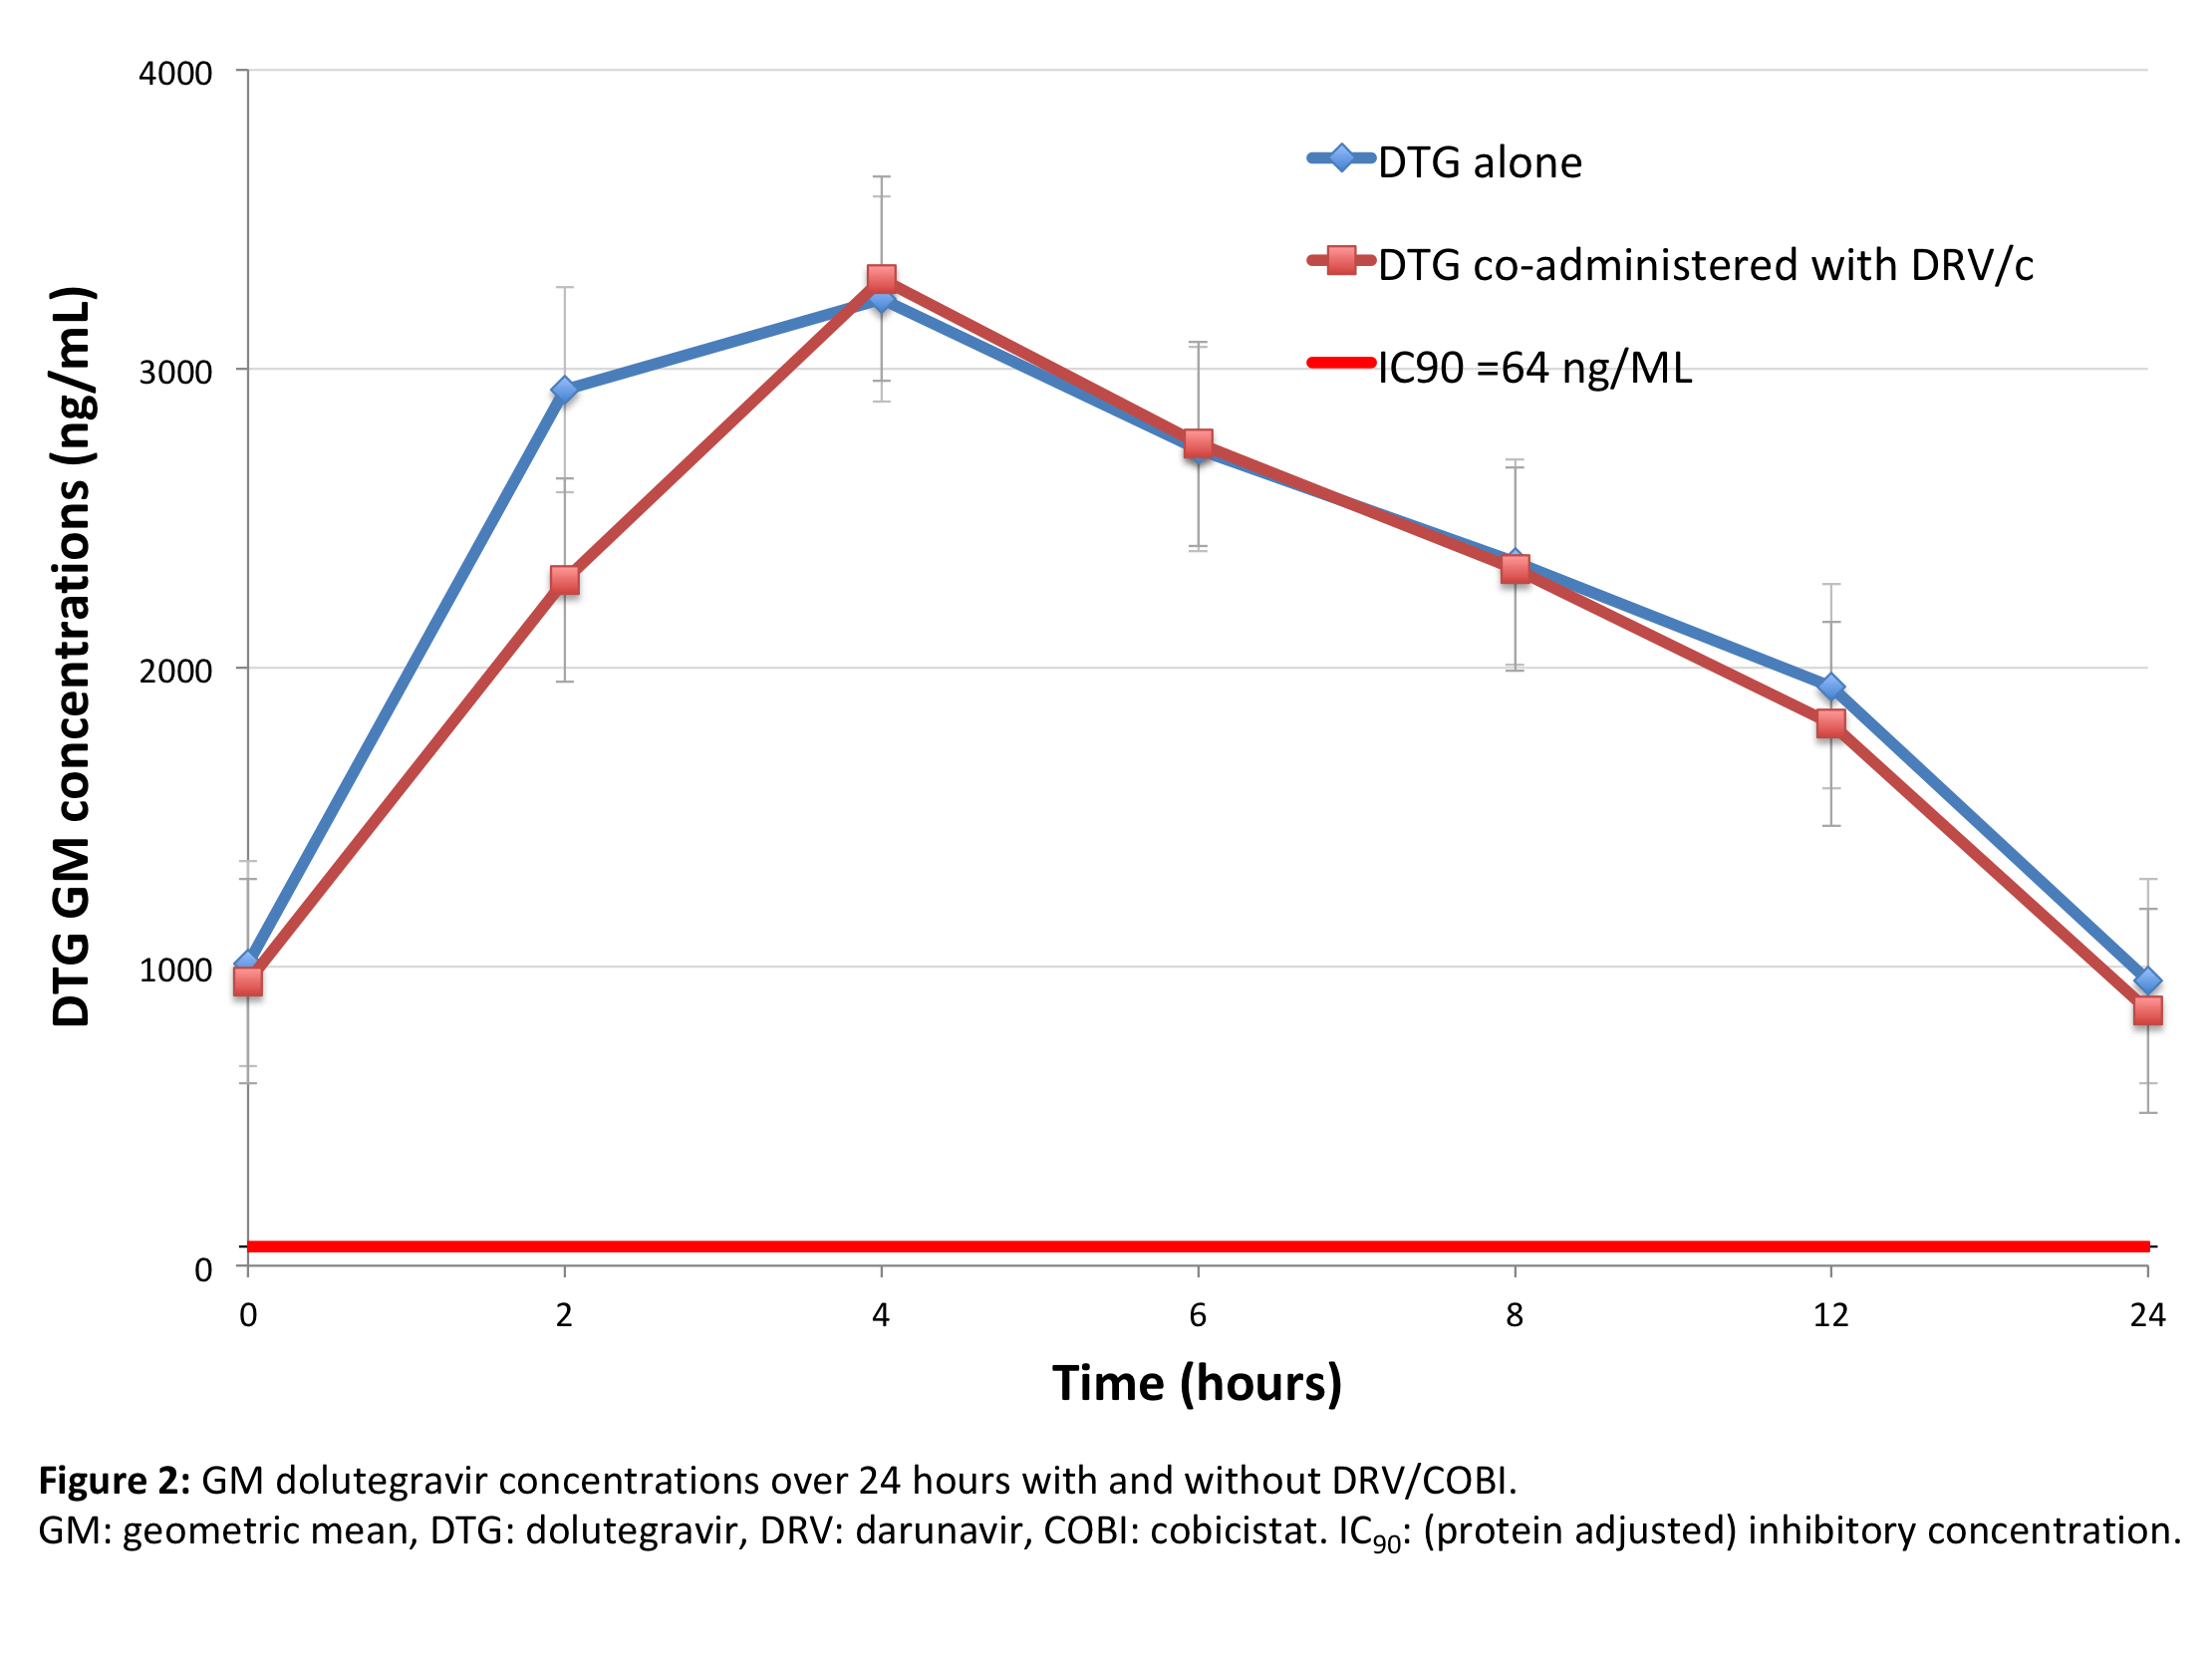 4000
3000
2000
1000
0
DTG GM concentrations (ng/mL)
DTG alone
DTG co-administered with DRV/c
IC90 =64 ng/ML
0 2 4 6 8 12 24
Time (hours)
Figure 2: GM dolutegravir concentrations over 24 hours with and without DRV/COBI.
GM: geometric mean, DTG: dolutegravir, DRV: darunavir, COBI: cobicistat. IC90: (protein adjusted) inhibitory concentration.